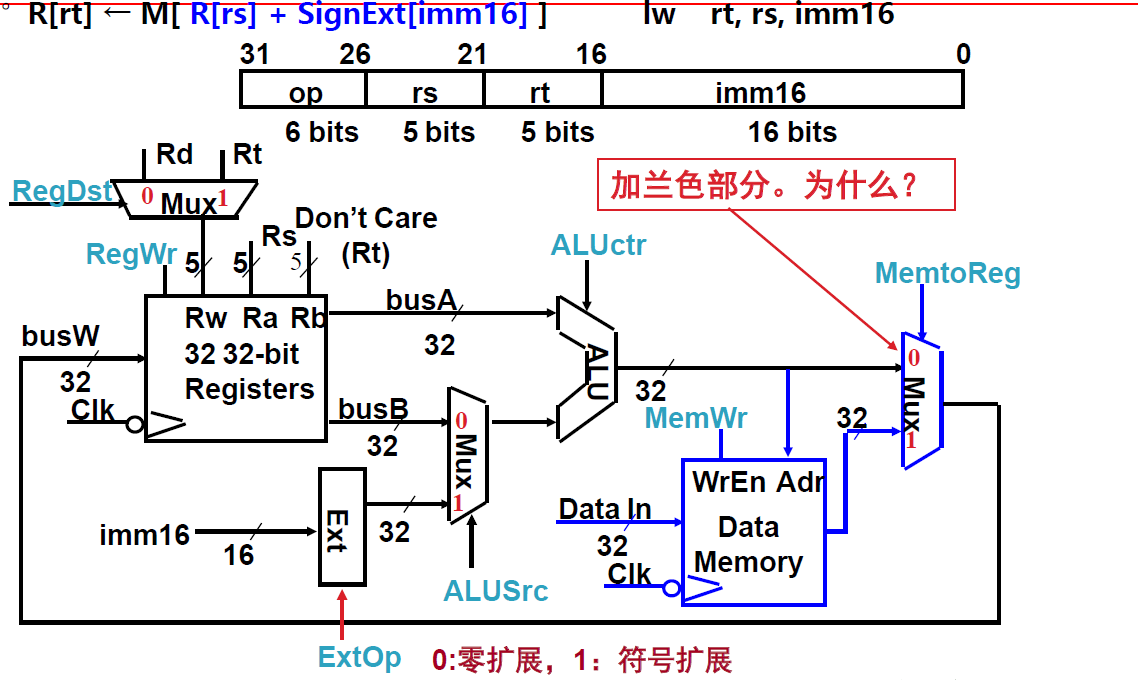 ° R[rt] ← M[ R[rs] + SignExt[imm16] ] lw rt, rs, imm16
31 26 21 16 0
op rs rt imm16
6 bits 5 bits 5 bits 16 bits
Rd Rt
加兰色部分。为什么？
RegDst 0 Mux 1
Don't Care
Rs
(Rt)
RegWr 5 5 5
ALUctr
MemtoReg
busA
Rw Ra Rb
busW
32
32 32-bit
Registers
ALU
0
Mux
1
32
32
Clk
busB
32
0
Mux
1
32
MemWr
WrEn Adr
Data In
32
Data
Memory
Clk
imm16
16
Ext
32
ALUSrc
ExtOp 0:零扩展，1：符号扩展